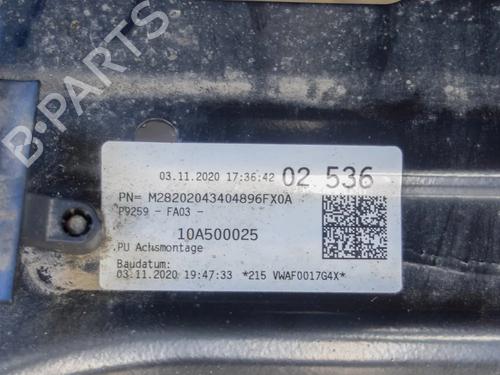 B-Parts
03.11.2020 17:36:42 02 536
PN= M28202043404896FX0A
P9259 - FA03 -
10A500025
PU Achsmontage
Baudatum:
03.11.2020 19:47:33 *215 VWAF0017G4X*